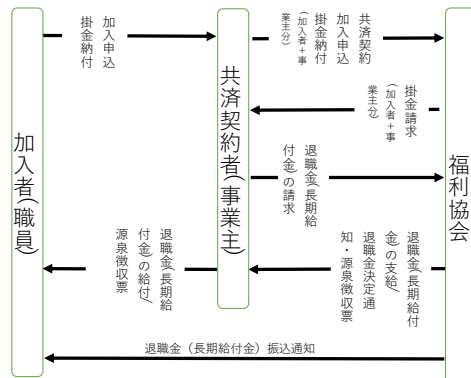 加入者(職員)
加入申込
掛金納付
共済契約者(事業主)
共済契約
加入申込
掛金納付
(加入者+事
業主分)
掛金請求
(加入者+事
業主分)
退職金(長期給
付金)の請求
退職金(長期給付
金)の支給/
退職金決定通
知・源泉徴収票
退職金(長期給
付金)の給付/
源泉徴収票
福利協会
退職金(長期給付金)振込通知